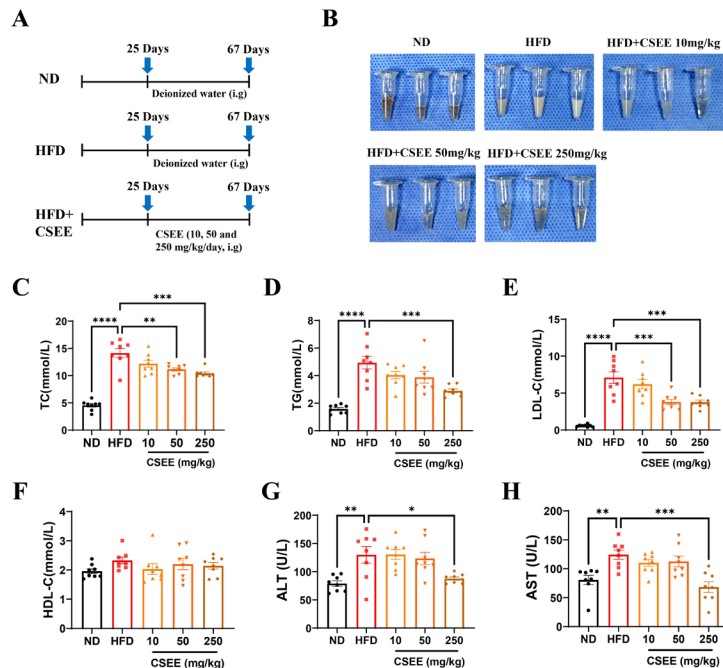 A
25 Days 67 Days
ND
Deionized water (i.g)
25 Days 67 Days
HFD
Deionized water (i.g)
25 Days 67 Days
HFD+
CSEE
CSEE (10, 50 and
250 mg/kg/day, i.g)
B
ND HFD HFD+CSEE 10mg/kg
HFD+CSEE 50mg/kg HFD+CSEE 250mg/kg
C
TC(mmol/L)
20
15
10
5
0
**** ** ***
ND HFD 10 50 250
CSEE (mg/kg)
D
TG(mmol/L)
8
6
4
2
0
**** ***
ND HFD 10 50 250
CSEE (mg/kg)
E
LDL-C(mmol/L)
15
10
5
0
**** *** ***
ND HFD 10 50 250
CSEE (mg/kg)
F
HDL-C(mmol/L)
4
3
2
1
0
ND HFD 10 50 250
CSEE (mg/kg)
G
ALT (U/L)
200
150
100
50
0
** *
ND HFD 10 50 250
CSEE (mg/kg)
H
AST (U/L)
200
150
100
50
0
** ***
ND HFD 10 50 250
CSEE (mg/kg)